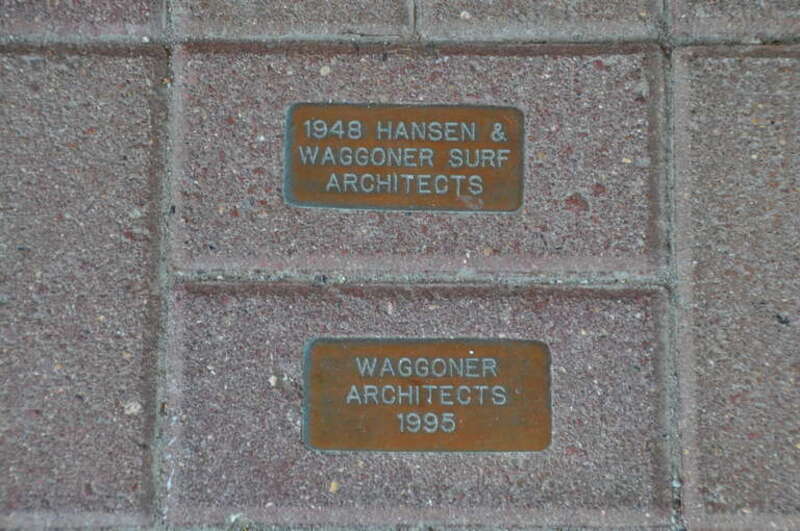 1948 HANSEN &
WAGGONER SURF
ARCHITECTS
WAGGONER
ARCHITECTS
1995